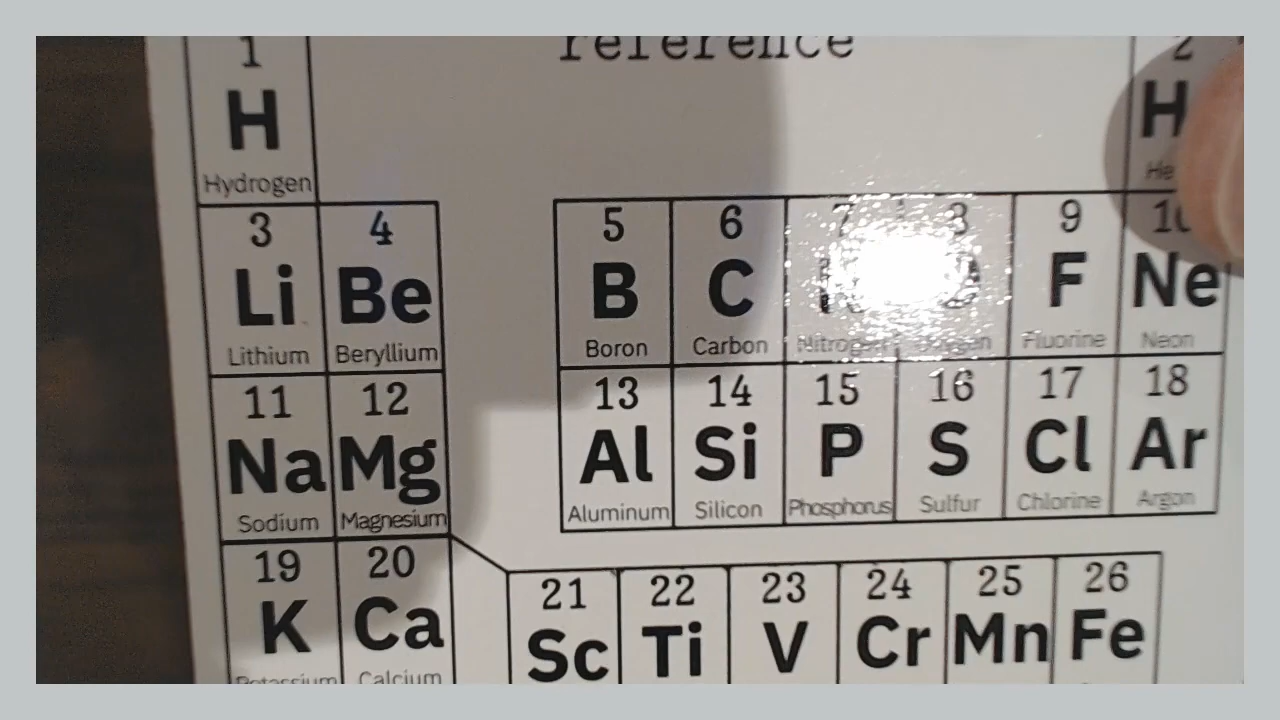 reference
1 2
H
Hydrogen
3 4 5 6 9
Li Be B C F Ne
Lithium Beryllium Boron Carbon Nitrogen Fluorine Neon
11 12 13 14 15 16 17 18
Na Mg Al Si P S Cl Ar
Sodium Magnesium Aluminum Silicon Phosphorus Sulfur Chlorine Argon
19 20 21 22 23 24 25 26
K Ca Sc Ti V Cr Mn Fe
Potassium Calcium